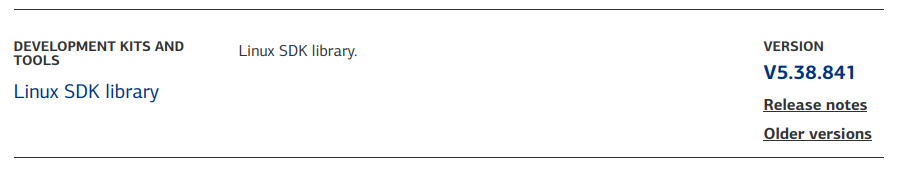 DEVELOPMENT KITS AND
TOOLS
Linux SDK library
Linux SDK library.
VERSION
V5.38.841
Release notes
Older versions